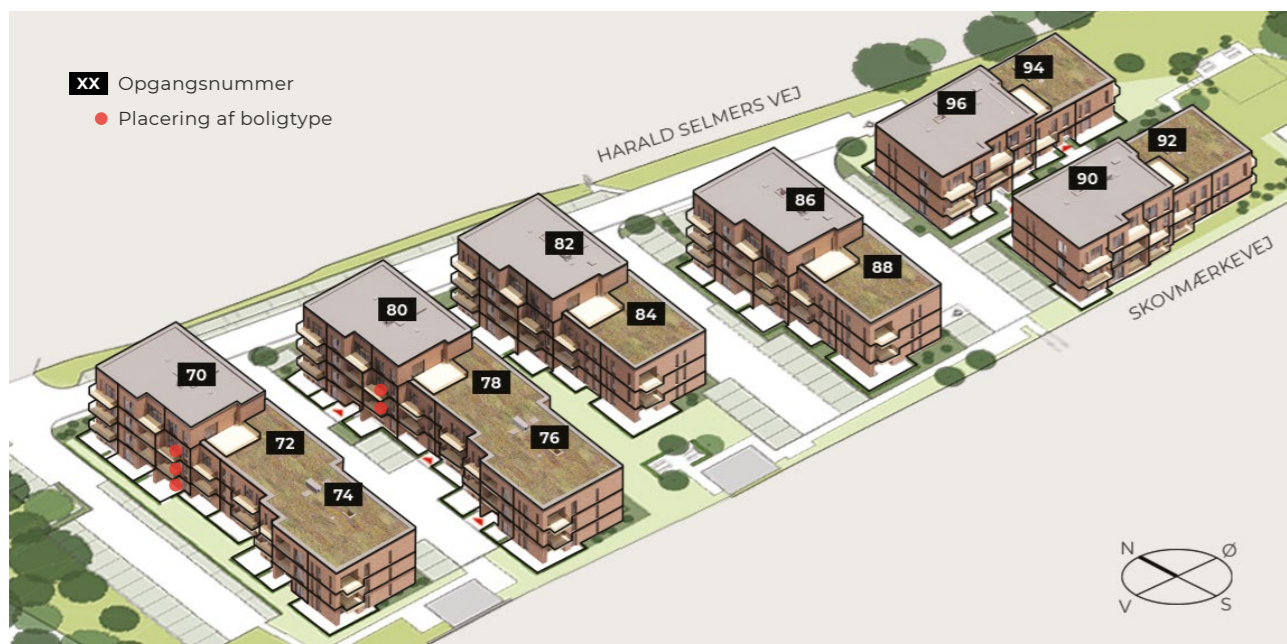 XX Opgangsnummer
Placering af boligtype
HARALD SELMERS VEJ
SKOVMÆRKEVEJ
94
96
92
90
86
82
88
80
84
70
78
72
76
74
N
Ø
V
S